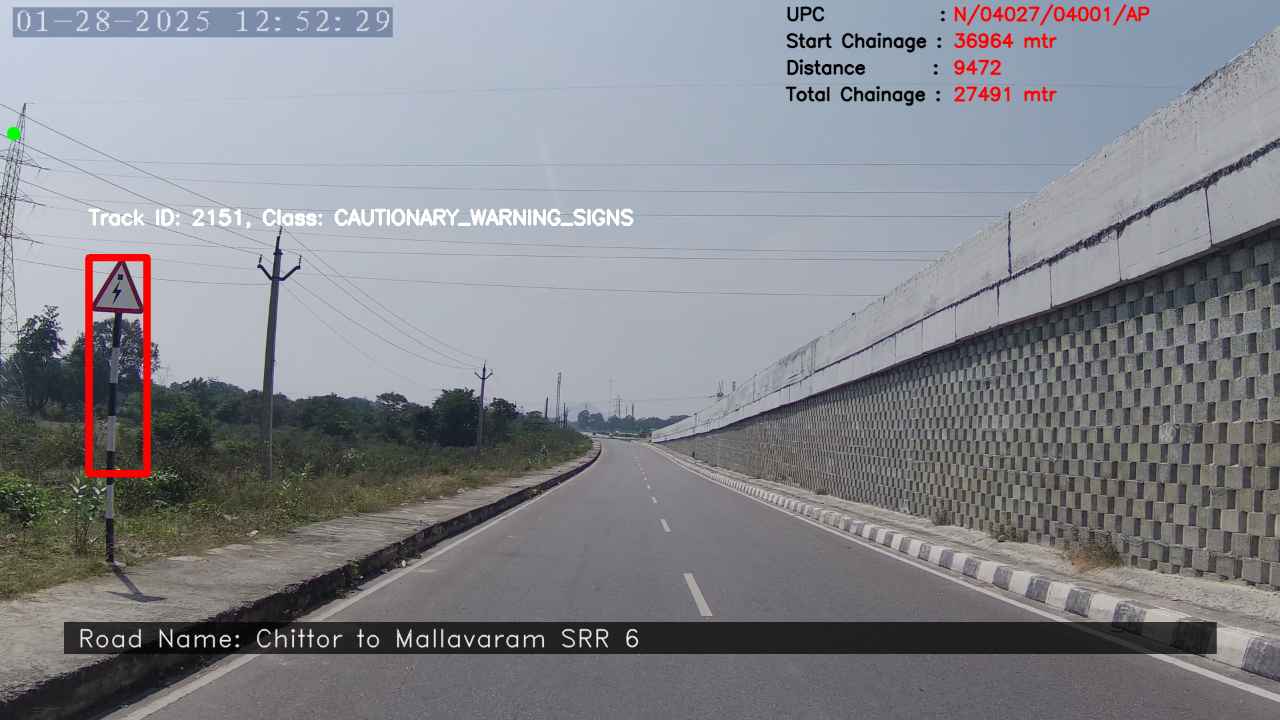 01-28-2025 12:52:29
UPC : N/04027/04001/AP
Start Chainage : 36964 mtr
Distance : 9472
Total Chainage : 27491 mtr
Track ID: 2151, Class: CAUTIONARY_WARNING_SIGNS
Road Name: Chittor to Mallavaram SRR 6